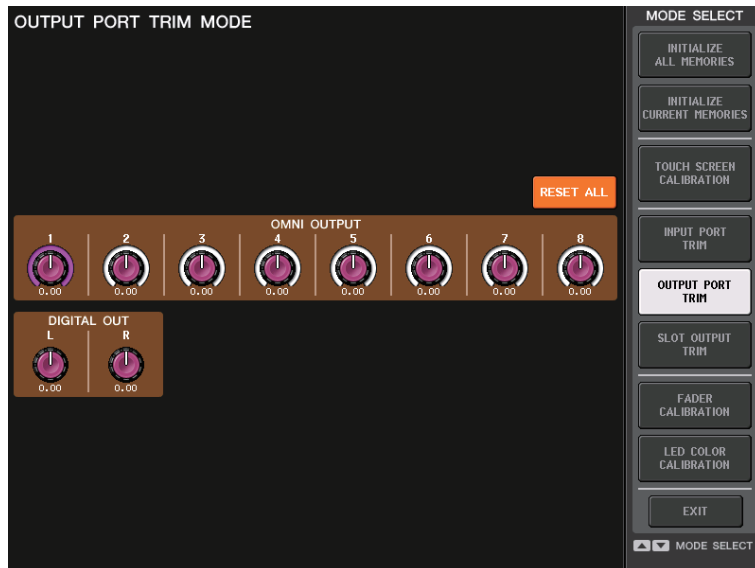 OUTPUT PORT TRIM MODE
RESET ALL
OMNI OUTPUT
1 2 3 4 5 6 7 8
0.00 0.00 0.00 0.00 0.00 0.00 0.00 0.00
DIGITAL OUT
L R
0.00 0.00
MODE SELECT
INITIALIZE
ALL MEMORIES
INITIALIZE
CURRENT MEMORIES
TOUCH SCREEN
CALIBRATION
INPUT PORT
TRIM
OUTPUT PORT
TRIM
SLOT OUTPUT
TRIM
FADER
CALIBRATION
LED COLOR
CALIBRATION
EXIT
MODE SELECT